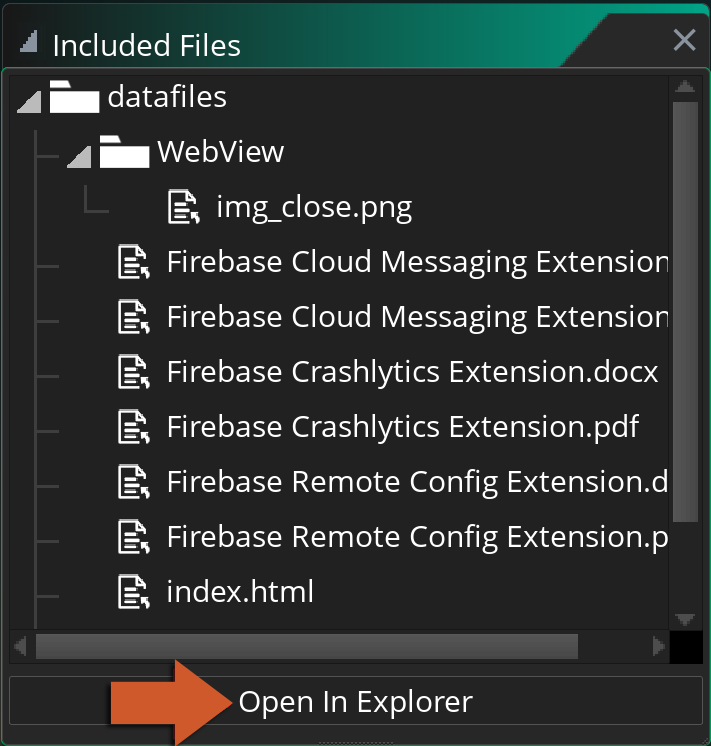 Included Files
datafiles
WebView
img_close.png
Firebase Cloud Messaging Extension
Firebase Cloud Messaging Extension
Firebase Crashlytics Extension.docx
Firebase Crashlytics Extension.pdf
Firebase Remote Config Extension.d
Firebase Remote Config Extension.p
index.html
Open In Explorer